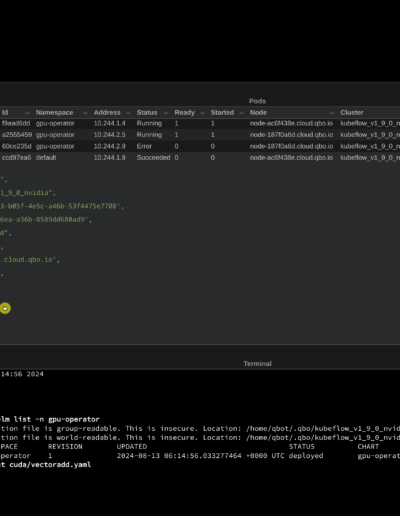 Pods
Id Namespace Address Status Ready Started Node Cluster
f9aad6dd gpu-operator 10.244.1.4 Running 1 1 node-ac6f438e.cloud.qbo.io kubeflow_v1_9_0_n
a2555459 gpu-operator 10.244.2.5 Running 1 1 node-187f0a6d.cloud.qbo.io kubeflow_v1_9_0_n
60ce235d gpu-operator 10.244.2.9 Error 0 0 node-187f0a6d.cloud.qbo.io kubeflow_v1_9_0_n
ccd97ea6 default 10.244.1.9 Succeeded 0 0 node-ac6f438e.cloud.qbo.io kubeflow_v1_9_0_n
",
1_9_0_nvidia",
3-b05f-4e5c-a46b-53f4475e7788",
6ea-a36b-8589dd680ad9",
d",
,
.cloud.qbo.io",
,
Terminal
14:56 2024
lm list -n gpu-operator
tion file is group-readable. This is insecure. Location: /home/qbot/.qbo/kubeflow_v1_9_0_nvid
tion file is world-readable. This is insecure. Location: /home/qbot/.qbo/kubeflow_v1_9_0_nvid
SPACE REVISION UPDATED STATUS CHART
operator 1 2024-08-13 06:14:56.033277464 +0000 UTC deployed gpu-operat
t cuda/vectoradd.yaml